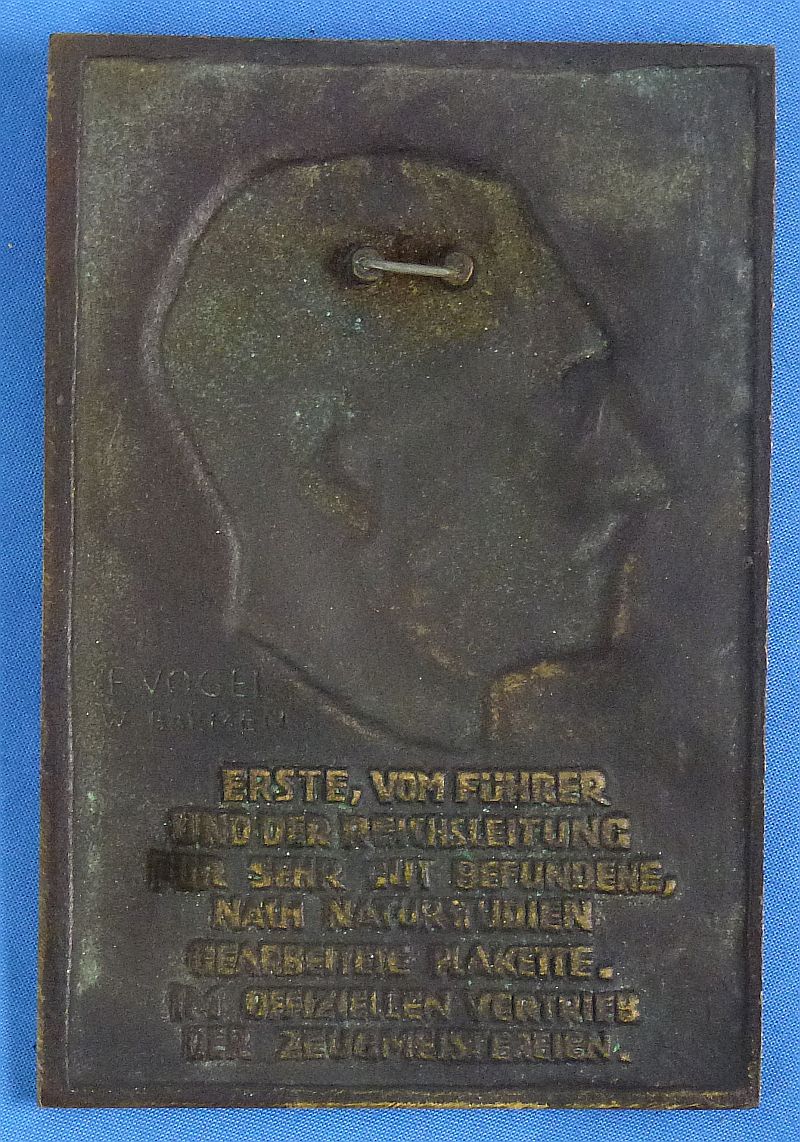 F. VOGEL
W.
ERSTE, VOM FÜHRER
UND DER REICHSLEITUNG
FÜR SEHR GUT BEFUNDENE,
NACH NATURSTUDIEN
GEARBEITETE PLAKETTE.
IM OFFIZIELLEN VERTRIEB
DER ZEUGMEISTEREIEN.